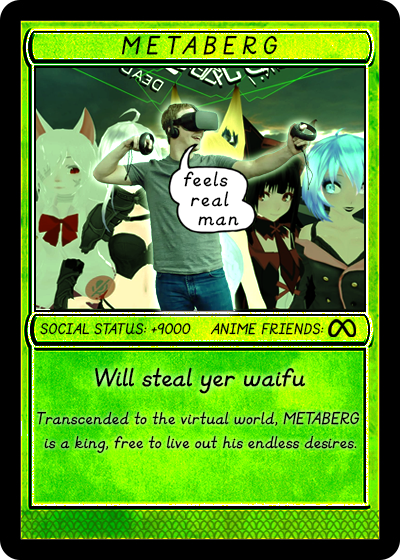 METABERG
DEAD
feels
real
man
SOCIAL STATUS: +9000 ANIME FRIENDS:
Will steal yer waifu
Transcended to the virtual world, METABERG
is a king, free to live out his endless desires.